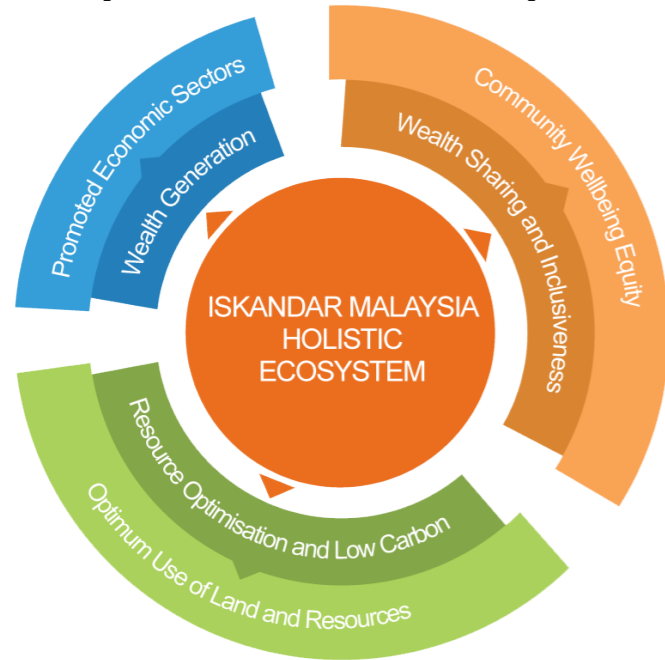 Promoted Economic Sectors
Wealth Generation
Community Wellbeing Equity
Wealth Sharing and Inclusiveness
ISKANDAR MALAYSIA
HOLISTIC
ECOSYSTEM
Resource Optimisation and Low Carbon
Optimum Use of Land and Resources